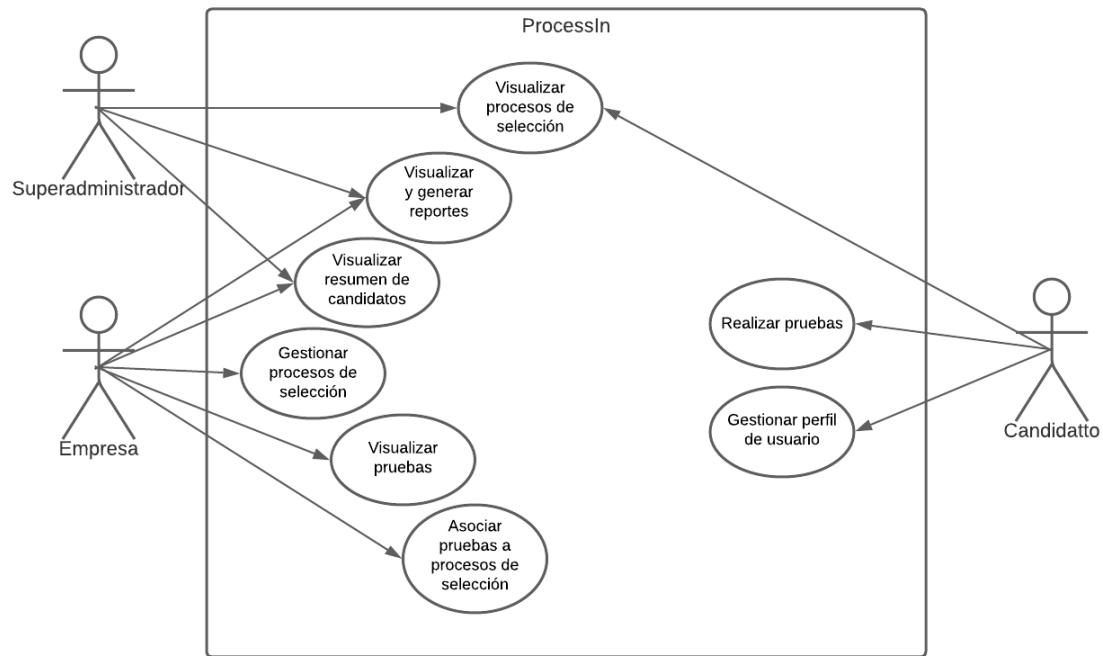 ProcessIn
Visualizar
procesos de
selección
Superadministrador
Visualizar
y generar
reportes
Visualizar
resumen de
candidatos
Realizar pruebas
Gestionar
procesos de
selección
Empresa
Gestionar perfil
de usuario
Candidatto
Visualizar
pruebas
Asociar
pruebas a
procesos de
selección